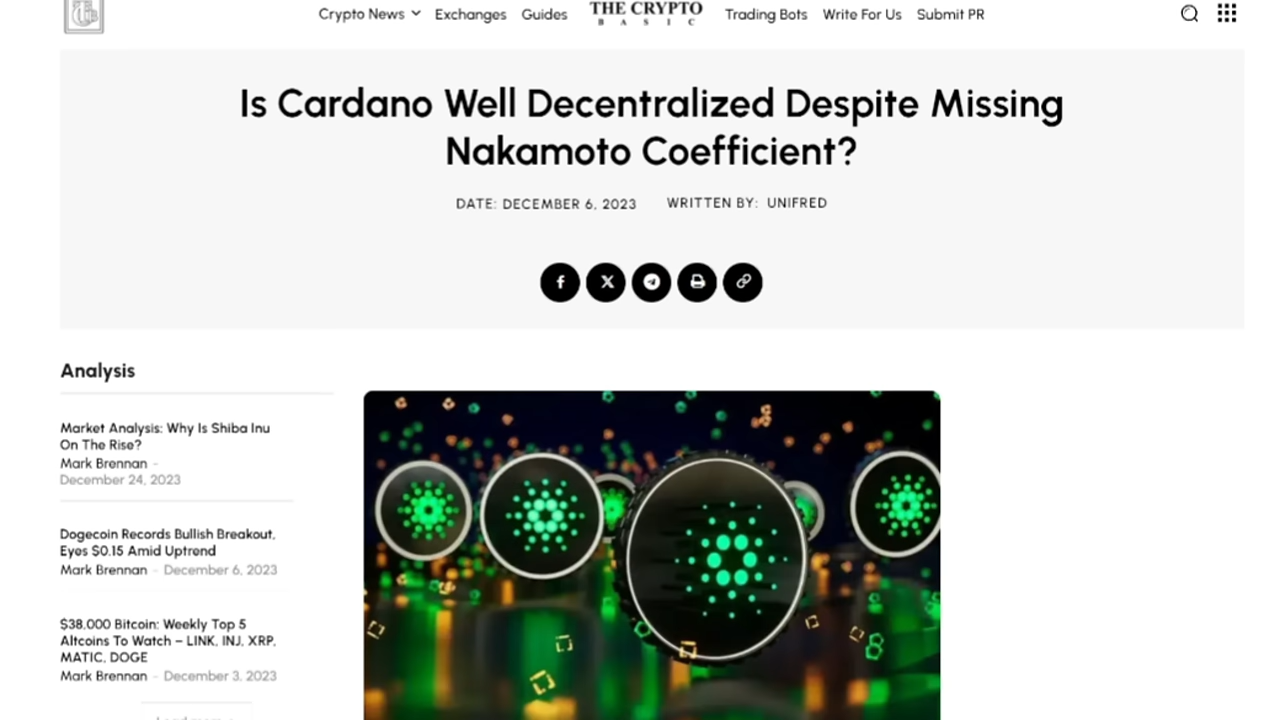 Crypto News Exchanges Guides THE CRYPTO BASIC Trading Bots Write For Us Submit PR
Is Cardano Well Decentralized Despite Missing
Nakamoto Coefficient?
DATE: DECEMBER 6, 2023 WRITTEN BY: UNIFRED
Analysis
Market Analysis: Why Is Shiba Inu
On The Rise?
Mark Brennan -
December 24, 2023
Dogecoin Records Bullish Breakout,
Eyes $0.15 Amid Uptrend
Mark Brennan - December 6, 2023
$38,000 Bitcoin: Weekly Top 5
Altcoins To Watch – LINK, INJ, XRP,
MATIC, DOGE
Mark Brennan - December 3, 2023